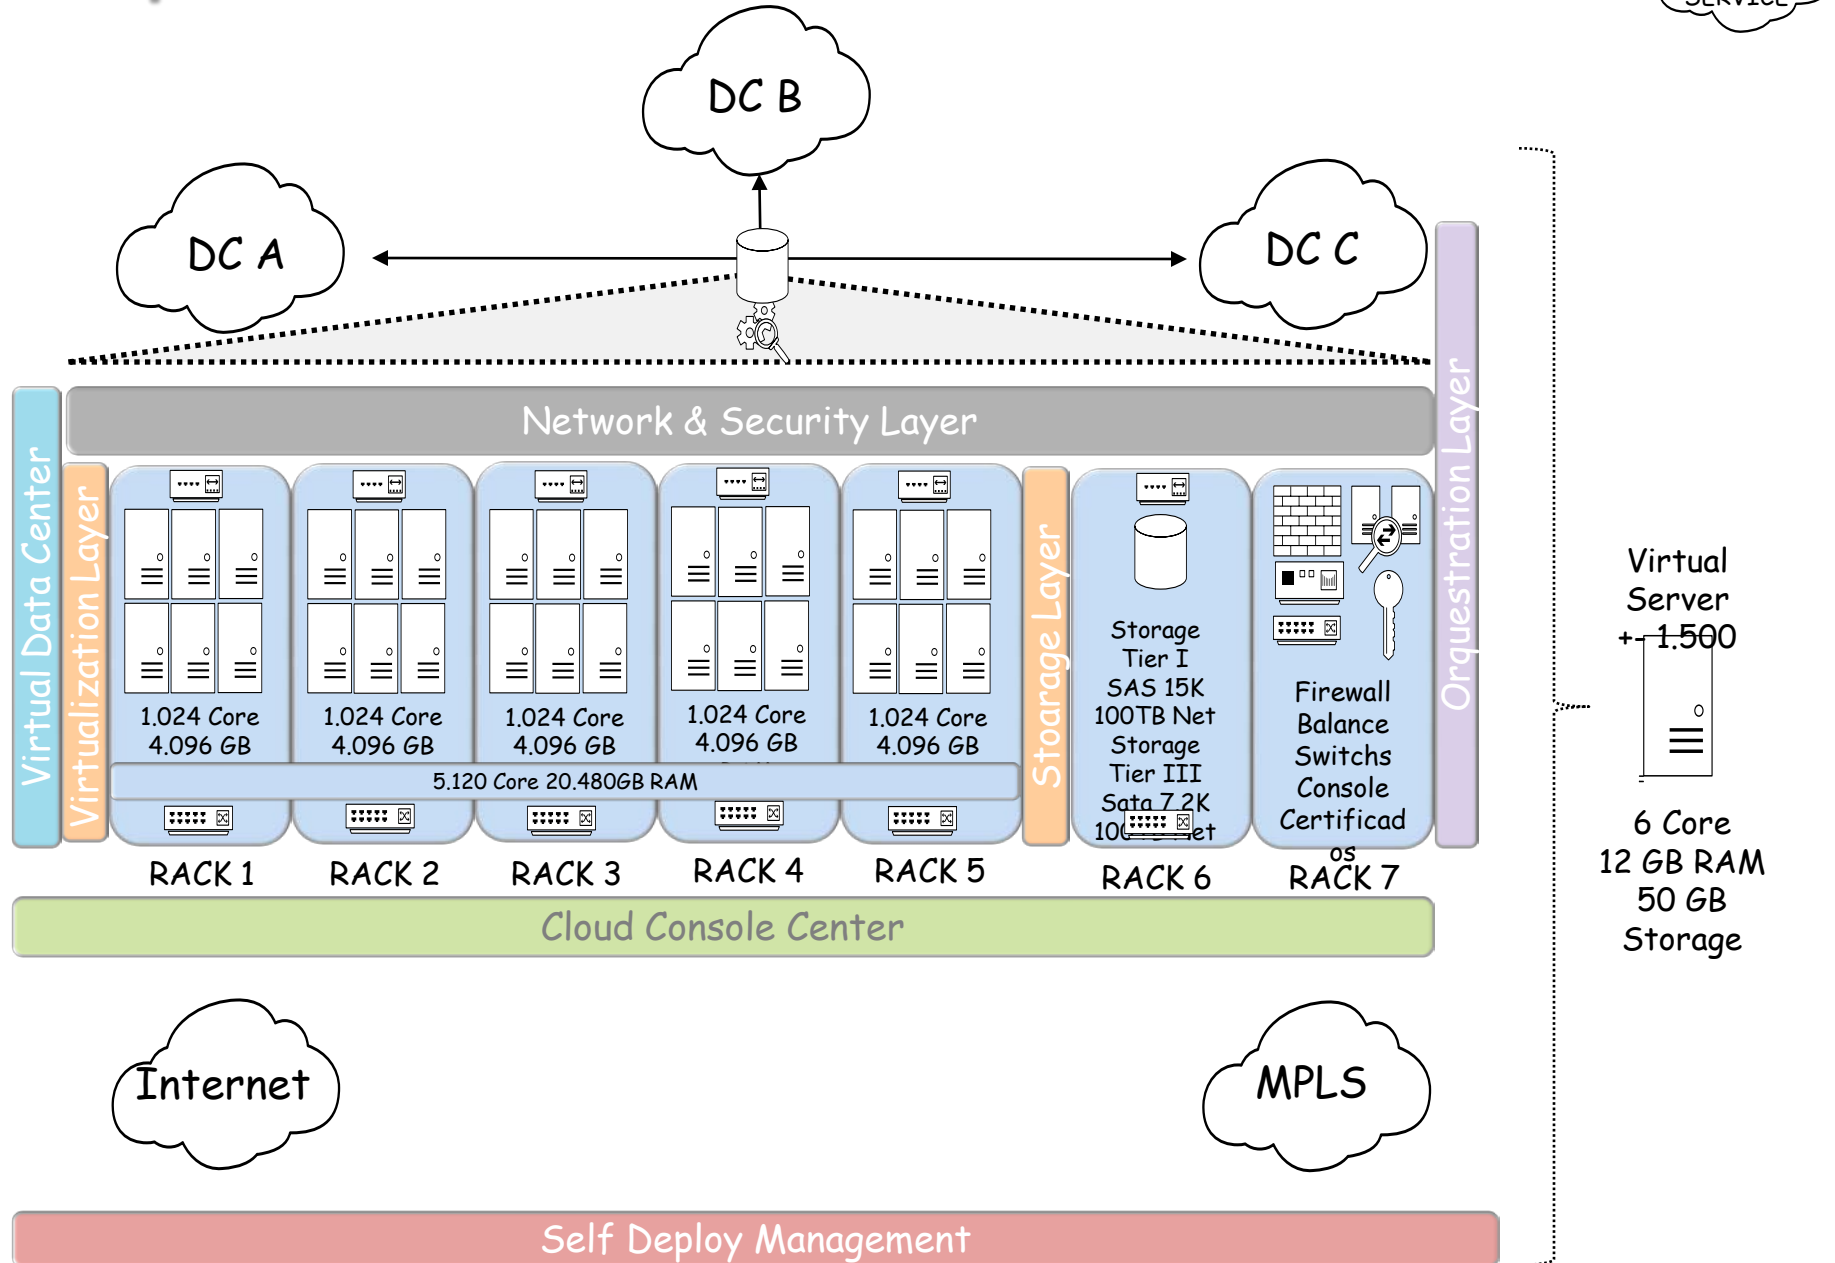 SERVICE
DC B
DC A
DC C
Network & Security Layer
Virtual Data Center
Virtualization Layer
1.024 Core
4.096 GB
1.024 Core
4.096 GB
1.024 Core
4.096 GB
1.024 Core
4.096 GB
1.024 Core
4.096 GB
5.120 Core 20.480GB RAM
Stoarage Layer
Storage
Tier I
SAS 15K
100TB Net
Storage
Tier III
Sata 7.2K
Firewall
Balance
Switchs
Console
Certificad
os
Orquestration Layer
RACK 1
RACK 2
RACK 3
RACK 4
RACK 5
RACK 6
RACK 7
Virtual
Server
+- 1.500
6 Core
12 GB RAM
50 GB
Storage
Cloud Console Center
Internet
MPLS
Self Deploy Management